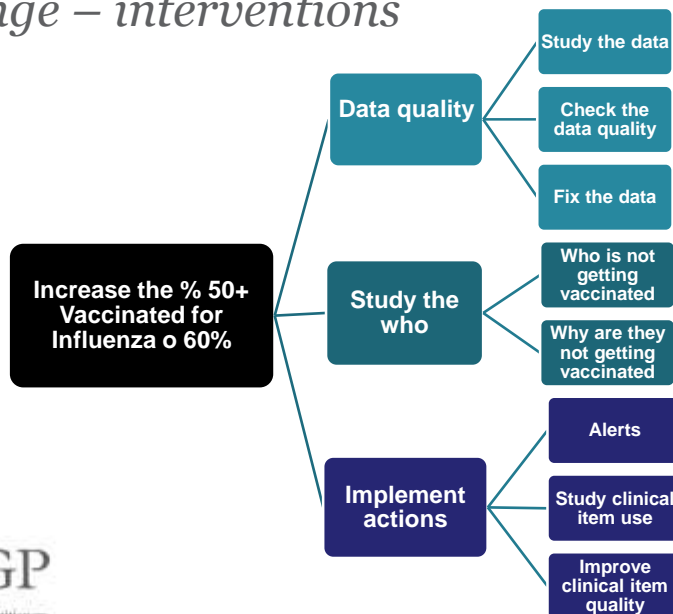 nge – interventions
Study the data
Data quality
Check the
data quality
Fix the data
Increase the % 50+
Vaccinated for
Influenza o 60%
Study the
who
Who is not
getting
vaccinated
Why are they
not getting
vaccinated
Implement
actions
Alerts
Study clinical
item use
Improve
clinical item
quality
GP